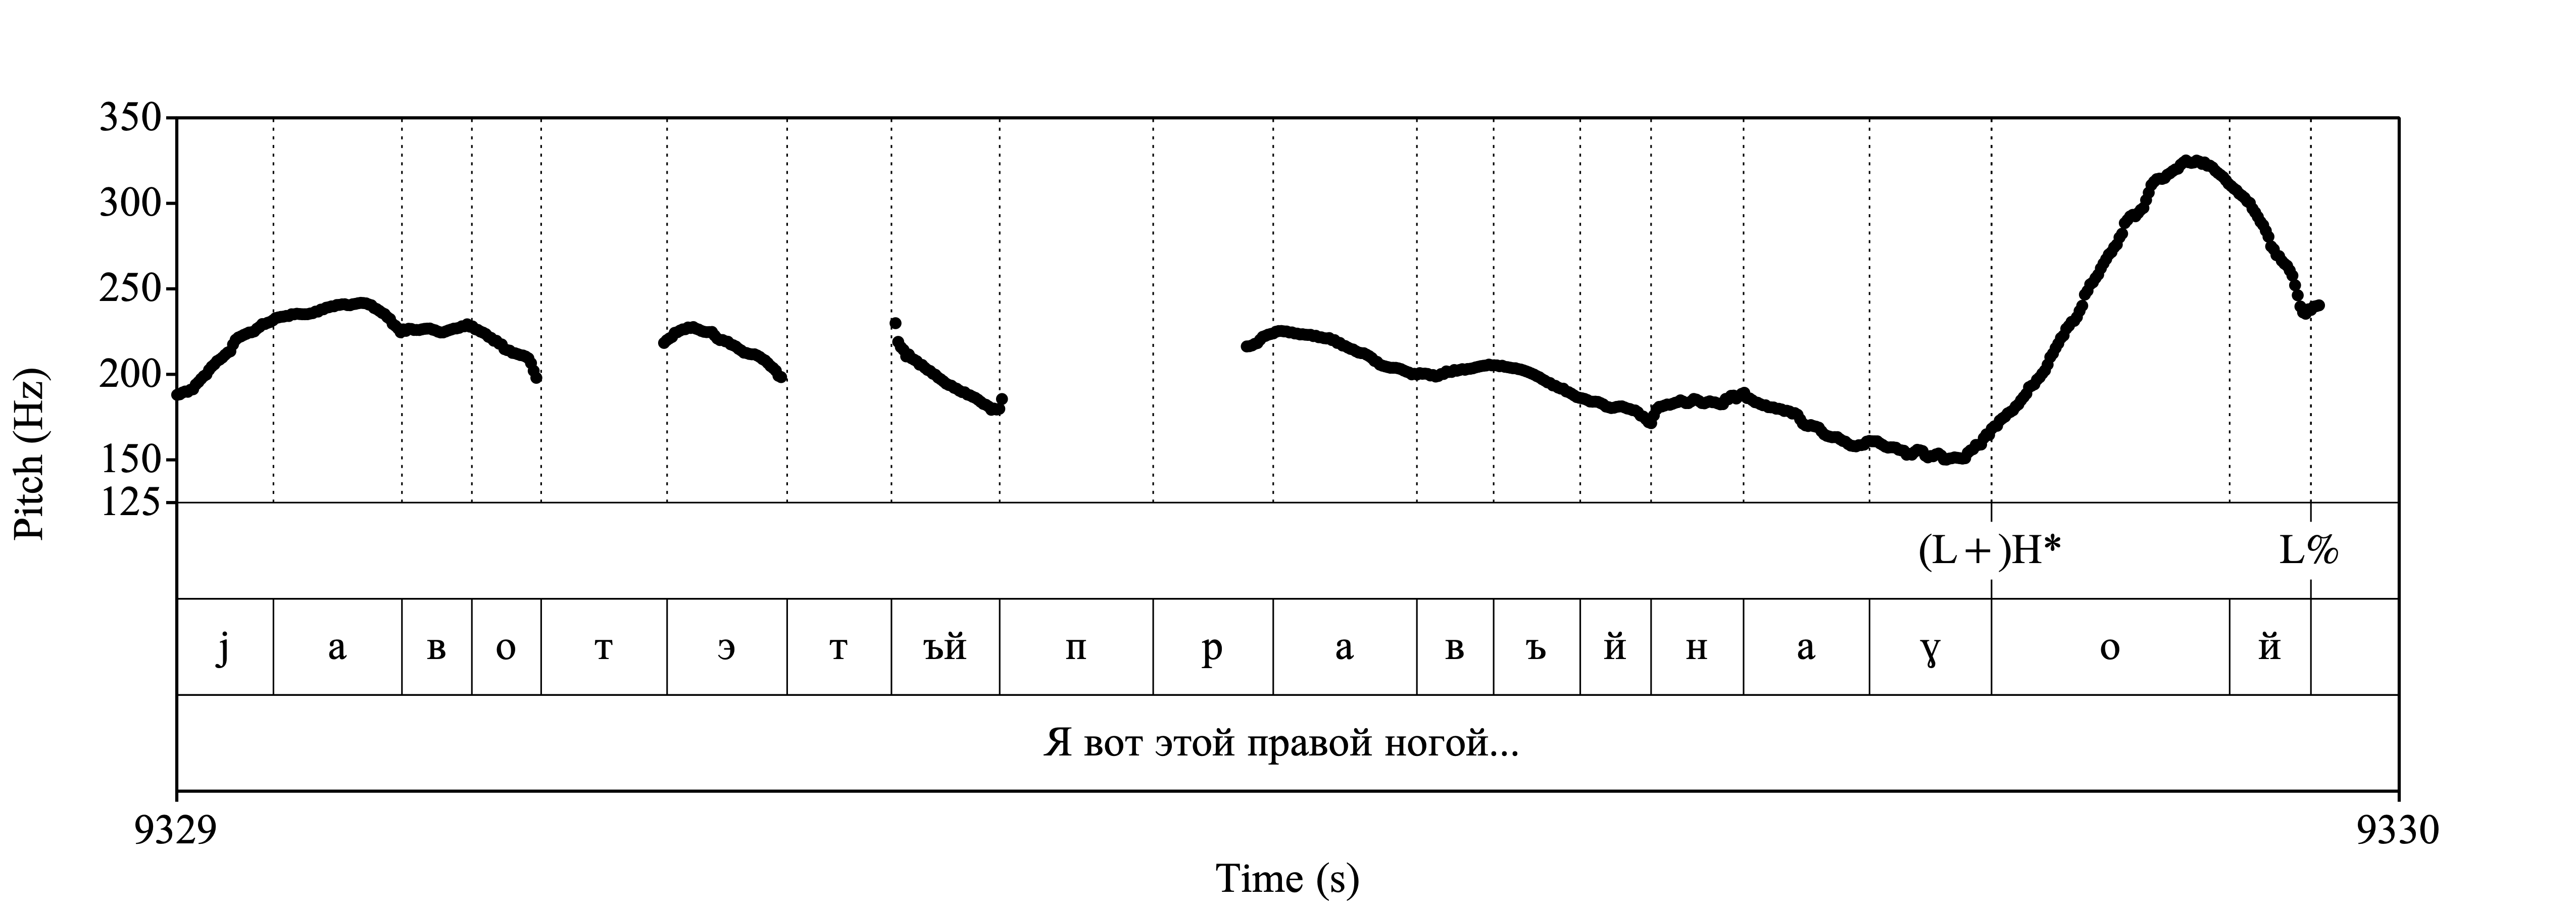 350
300
250
200
150
125
Pitch (Hz)
(L+)H* L%
ј а в о т э т ъй п р а в ъ й н а ɣ о й
Я вот этой правой ногой...
9329 9330
Time (s)